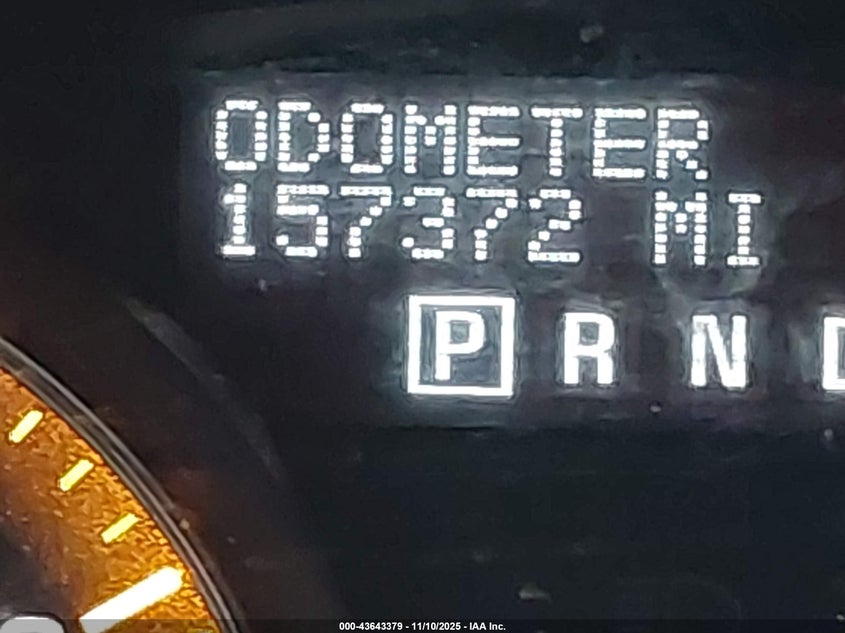 ODOMETER
157372 MI
P R N D
000-43643379 - 11/10/2025 - IAA Inc.